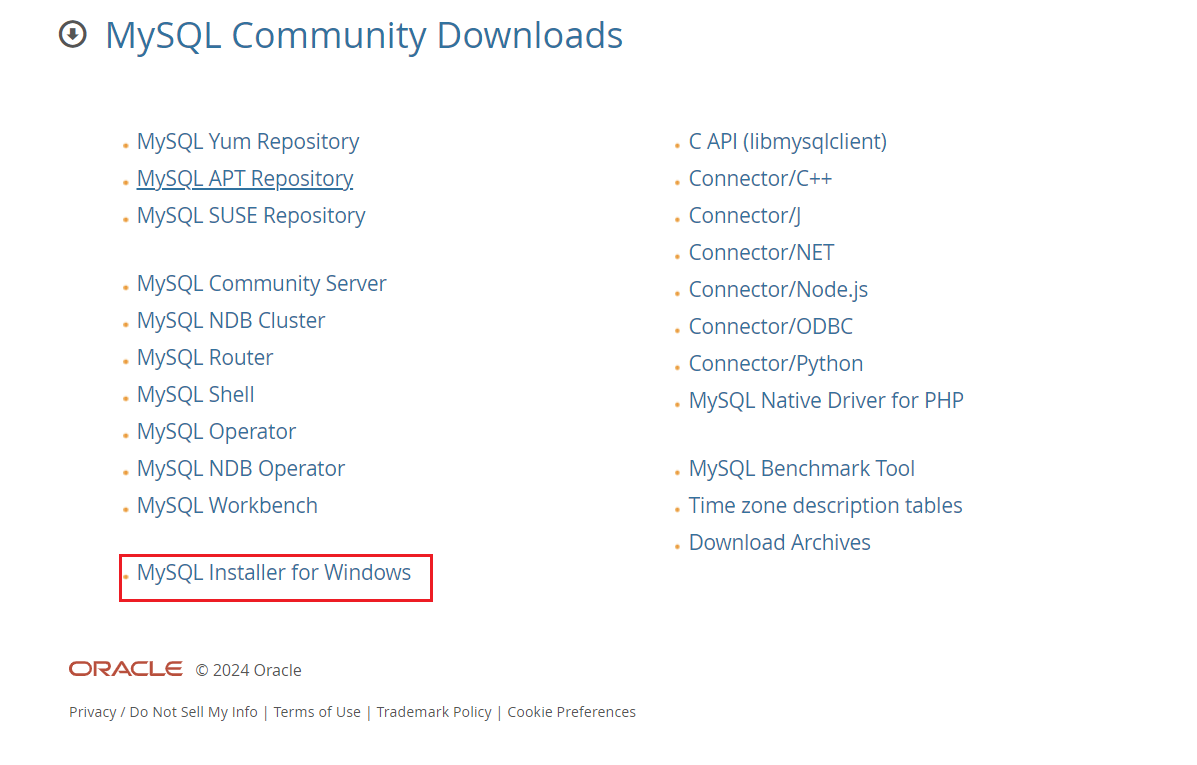 MySQL Community Downloads
MySQL Yum Repository
MySQL APT Repository
MySQL SUSE Repository
MySQL Community Server
MySQL NDB Cluster
MySQL Router
MySQL Shell
MySQL Operator
MySQL NDB Operator
MySQL Workbench
MySQL Installer for Windows
C API (libmysqlclient)
Connector/C++
Connector/J
Connector/NET
Connector/Node.js
Connector/ODBC
Connector/Python
MySQL Native Driver for PHP
MySQL Benchmark Tool
Time zone description tables
Download Archives
ORACLE © 2024 Oracle
Privacy / Do Not Sell My Info | Terms of Use | Trademark Policy | Cookie Preferences